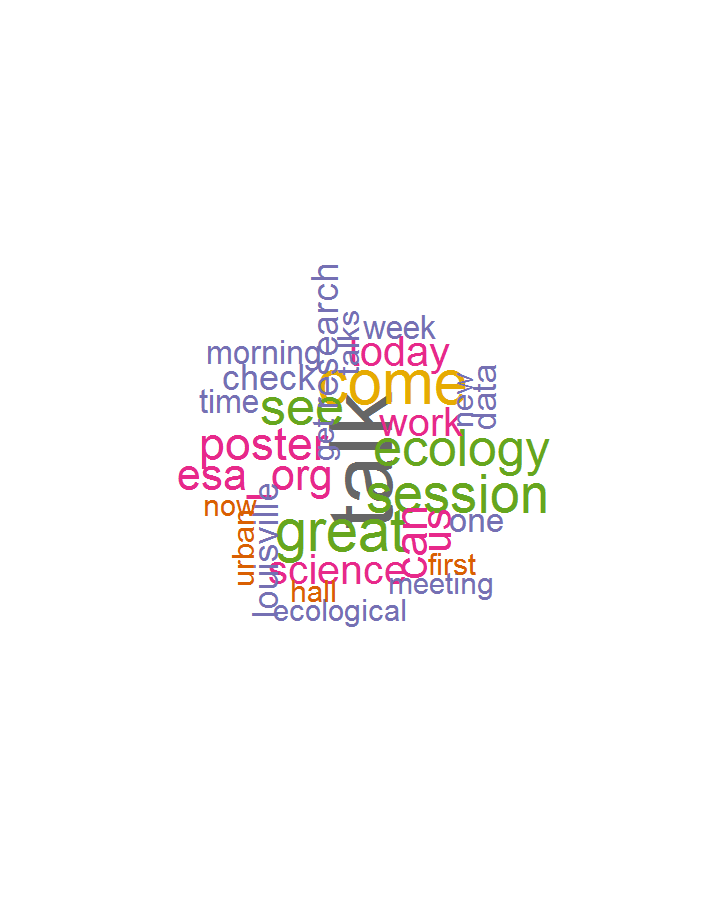 research
talks
week
morning
today
check
come
new
data
time
see
get
work
talk
poster
ecology
esa_org
session
now
urban
louisville
great
can
us
one
science
first
meeting
hall
ecological